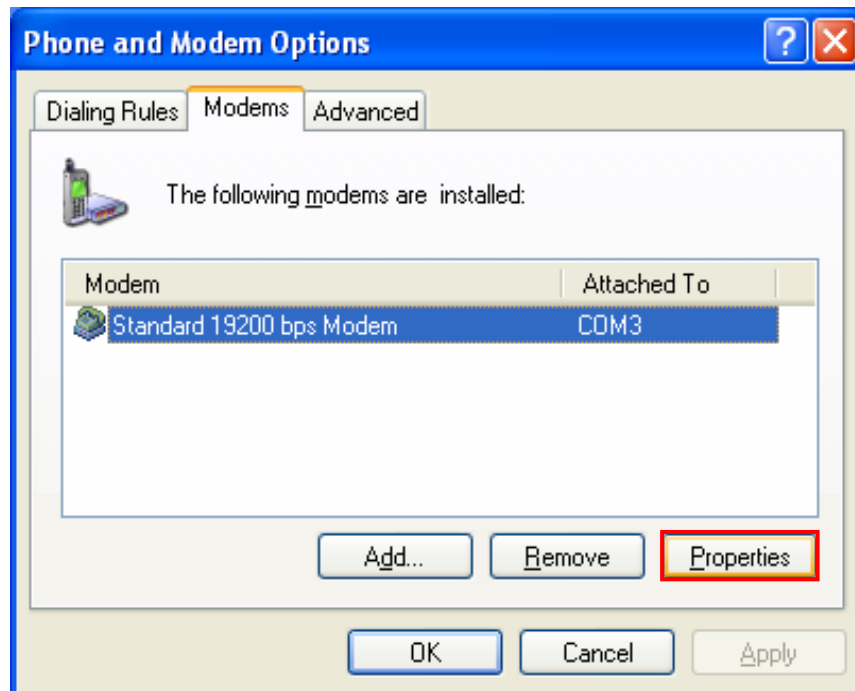 Phone and Modem Options
?
Dialing Rules Modems Advanced
The following modems are installed:
Modem Attached To
Standard 19200 bps Modem COM3
Add... Remove Properties
OK Cancel Apply